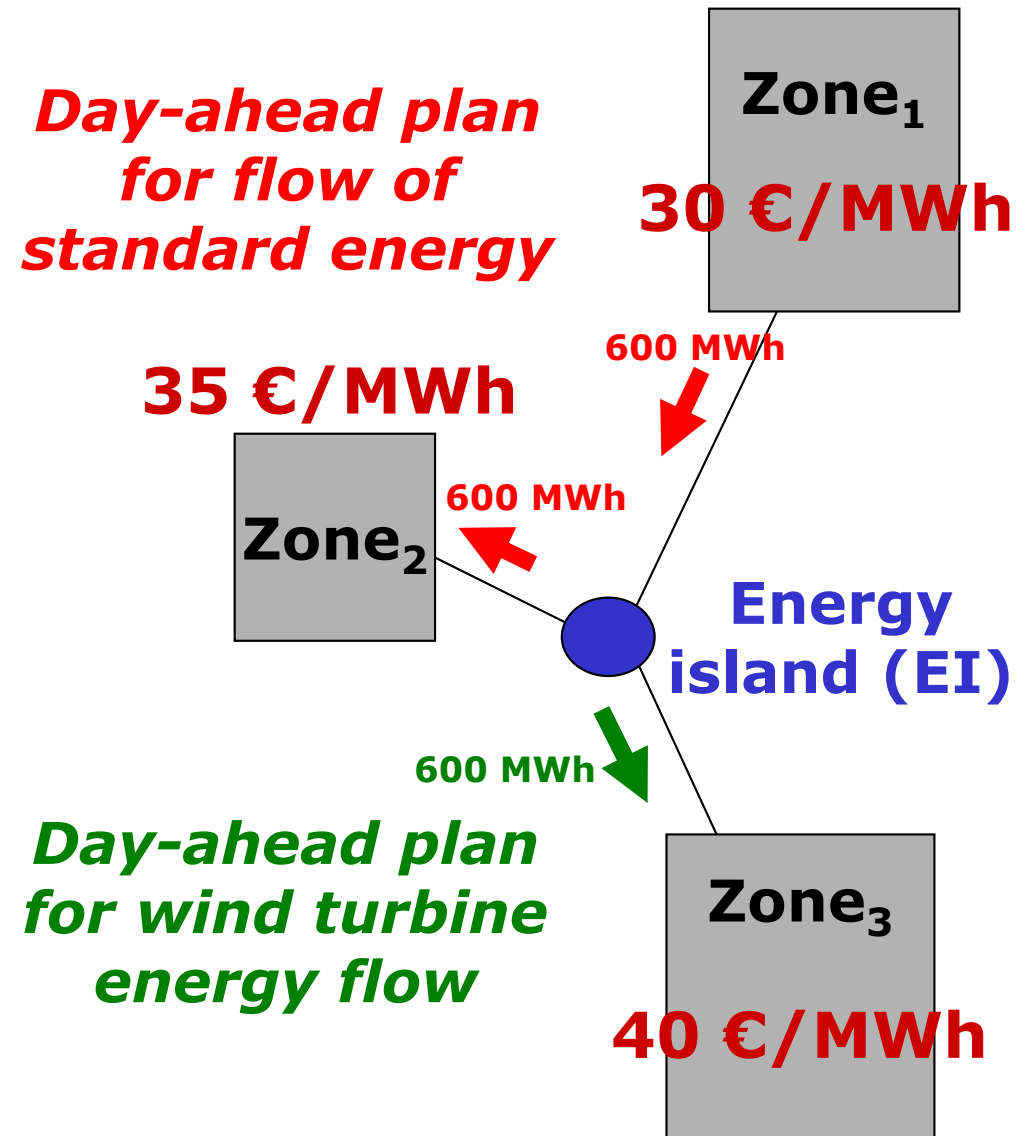 Day-ahead plan
for flow of
standard energy
Zone₁
30 €/MWh
600 MWh
35 €/MWh
600 MWh
Zone₂
Energy
island (EI)
600 MWh
Day-ahead plan
for wind turbine
energy flow
Zone₃
40 €/MWh